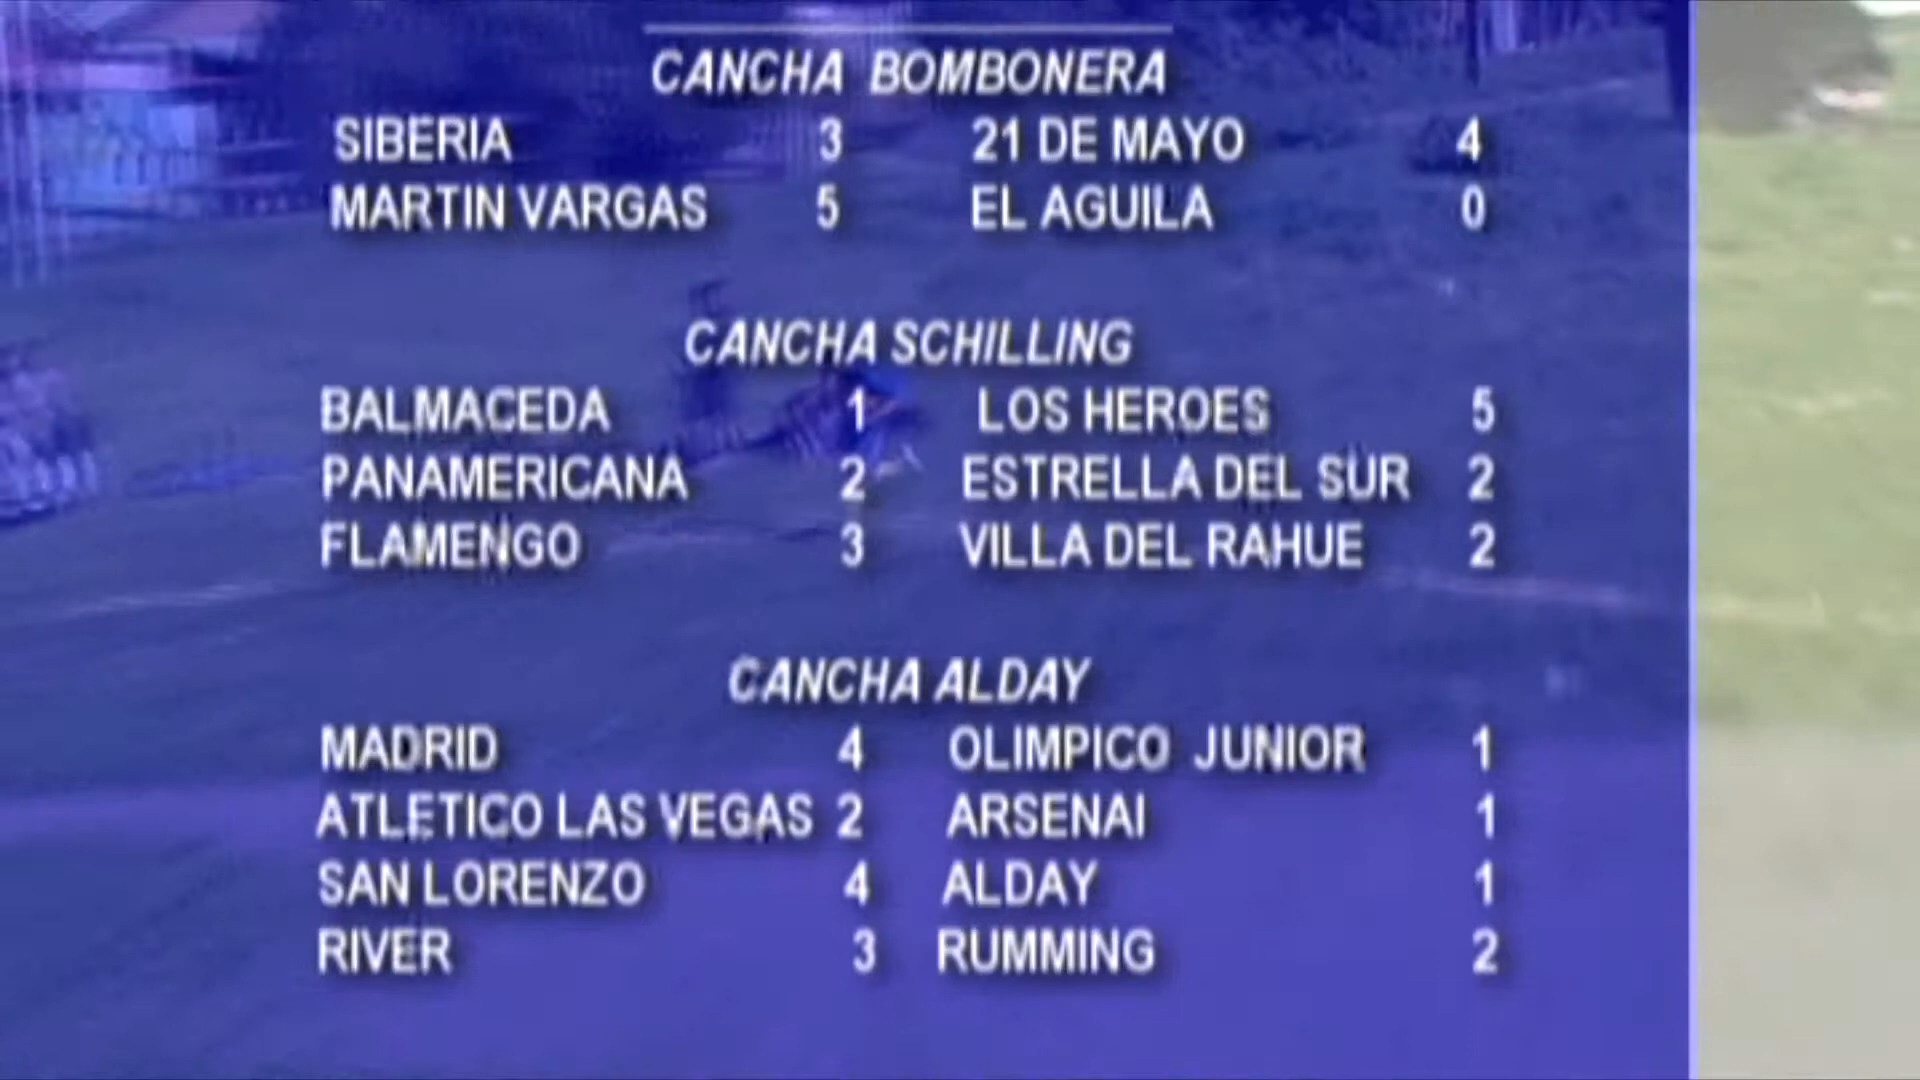 CANCHA BOMBONERA
SIBERIA 3 21 DE MAYO 4
MARTIN VARGAS 5 EL AGUILA 0
CANCHA SCHILLING
BALMACEDA 1 LOS HEROES 5
PANAMERICANA 2 ESTRELLA DEL SUR 2
FLAMENGO 3 VILLA DEL RAHUE 2
CANCHA ALDAY
MADRID 4 OLIMPICO JUNIOR 1
ATLETICO LAS VEGAS 2 ARSENAl 1
SAN LORENZO 4 ALDAY 1
RIVER 3 RUMMING 2